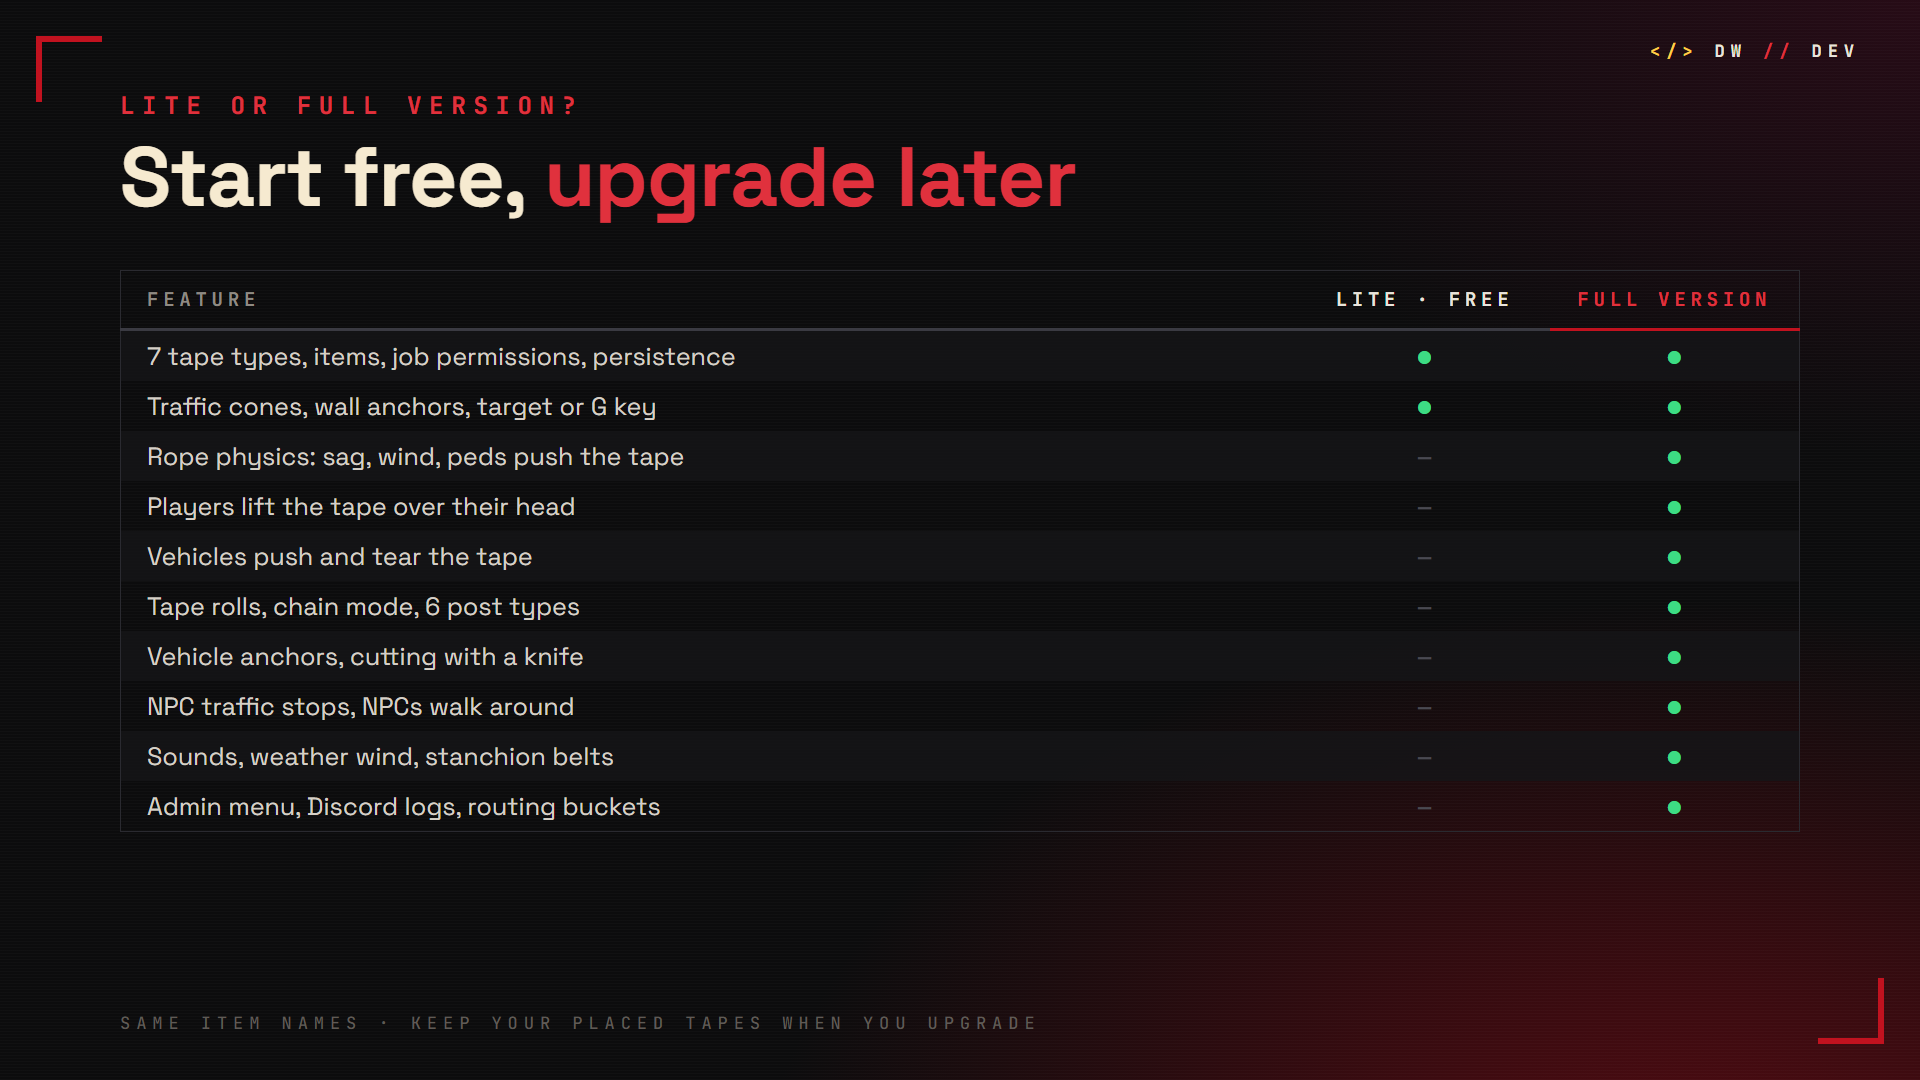 </> DW // DEV
LITE OR FULL VERSION?
Start free, upgrade later
FEATURE LITE · FREE FULL VERSION
7 tape types, items, job permissions, persistence ● ●
Traffic cones, wall anchors, target or G key ● ●
Rope physics: sag, wind, peds push the tape – ●
Players lift the tape over their head – ●
Vehicles push and tear the tape – ●
Tape rolls, chain mode, 6 post types – ●
Vehicle anchors, cutting with a knife – ●
NPC traffic stops, NPCs walk around – ●
Sounds, weather wind, stanchion belts – ●
Admin menu, Discord logs, routing buckets – ●
SAME ITEM NAMES · KEEP YOUR PLACED TAPES WHEN YOU UPGRADE